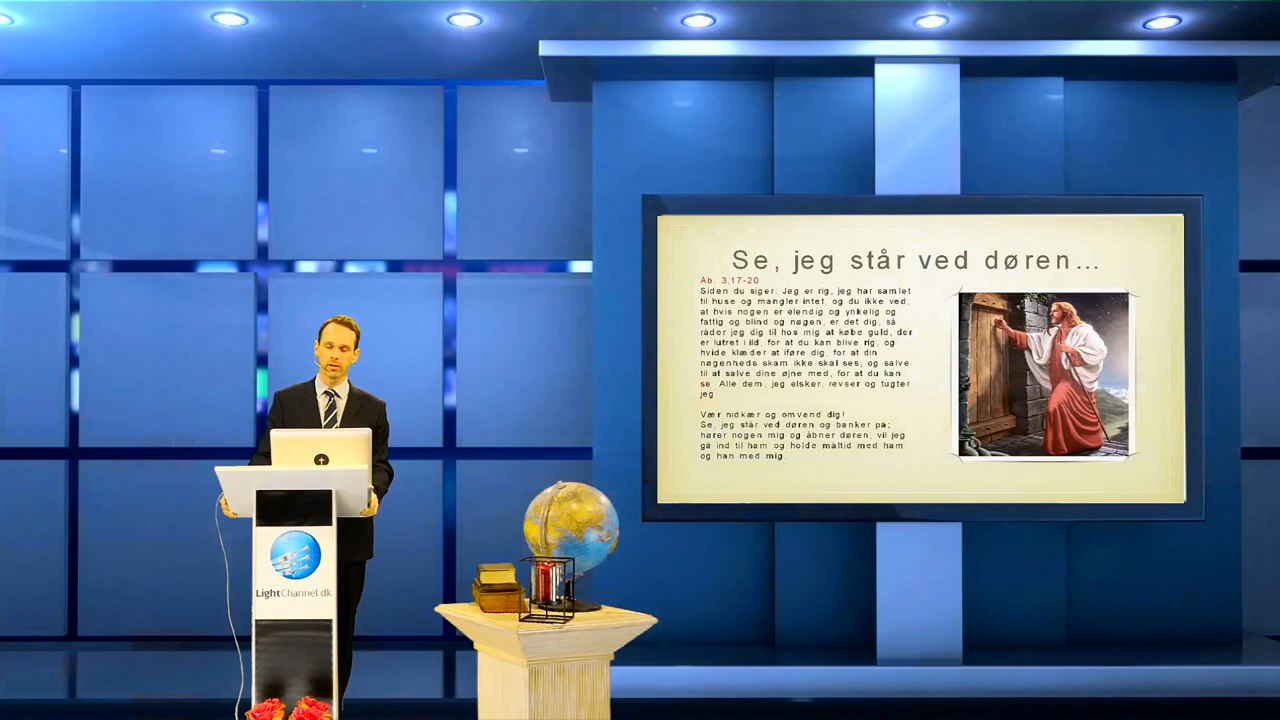 Se, jeg står ved døren...
Ab. 3,17-20
Siden du siger: Jeg er rig, jeg har samlet
til huse og mangler intet, og du ikke ved,
at hvis nogen er elendig og ynkelig og
fattig og blind og nøgen, er det dig, så
råder jeg dig til hos mig at købe guld, der
er lutret i ild, for at du kan blive rig, og
hvide klæder at iføre dig, for at din
nøgenheds skam ikke skal ses, og salve
til at salve dine øjne med, for at du kan
se. Alle dem, jeg elsker, revser og tugter
jeg
Vær nidkær og omvend dig!
Se, jeg står ved døren og banker på;
hører nogen mig og åbner døren, vil jeg
gå ind til ham og holde måltid med ham
og han med mig.
LightChannel.dk